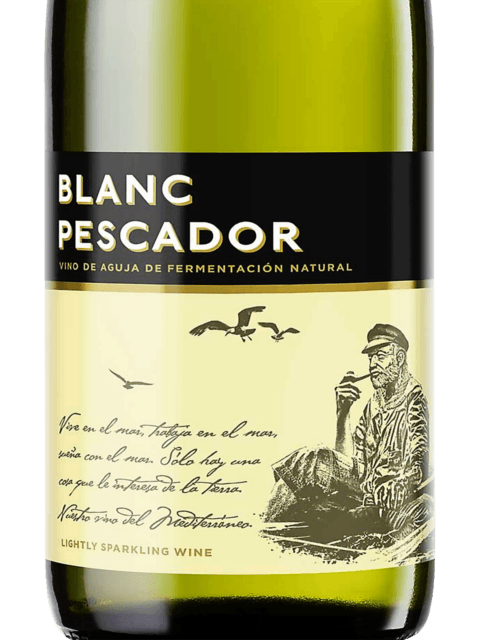 BLANC
PESCADOR
VINO DE AGUJA DE FERMENTACIÓN NATURAL
Vive en el mar, trabaja en el mar,
sueña con el mar. Sólo hay una
cosa que le interesa de la tierra.
Nuestro vino del Mediterráneo.
LIGHTLY SPARKLING WINE